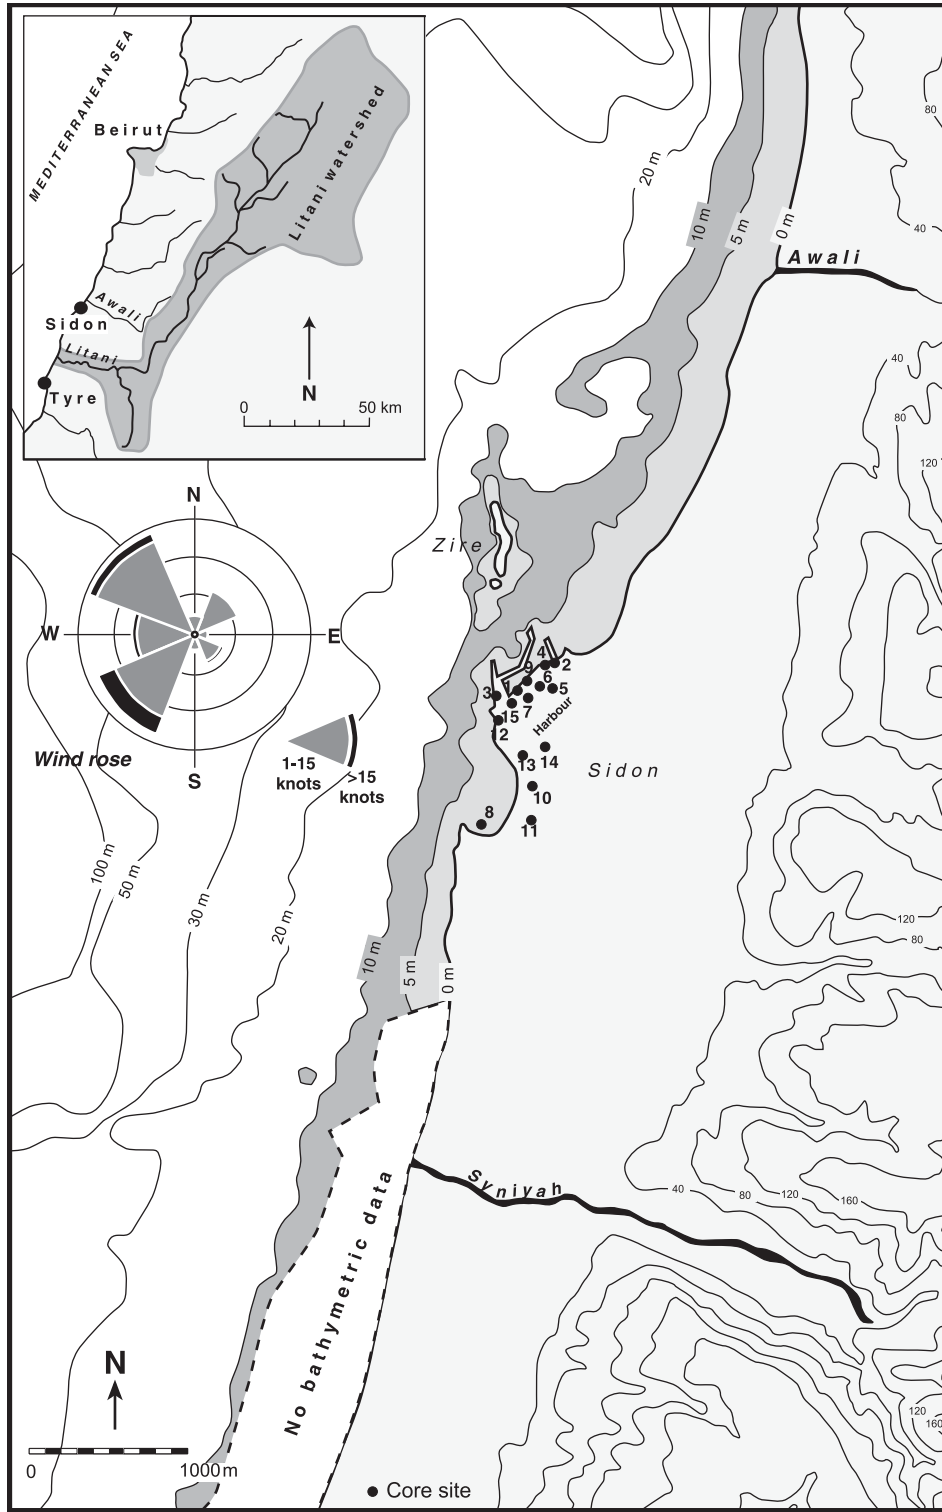 MEDITERRANEAN SEA
Beirut
Litani watershed
Awali
Sidon
Litani
Tyre
N
0 50 km
80
20 m
10 m
5 m
0 m
40
Awali
40
80
120
N
W
E
S
Wind rose
1-15
knots
>15
knots
Zire
4
2
9
6
3
1
5
7
15
12
Harbour
13
14
10
8
11
Sidon
100 m
50 m
30 m
20 m
10 m
5 m
0 m
120
80
Syniyah
40
80
120
160
No bathymetric data
120
160
N
0 1000m
Core site